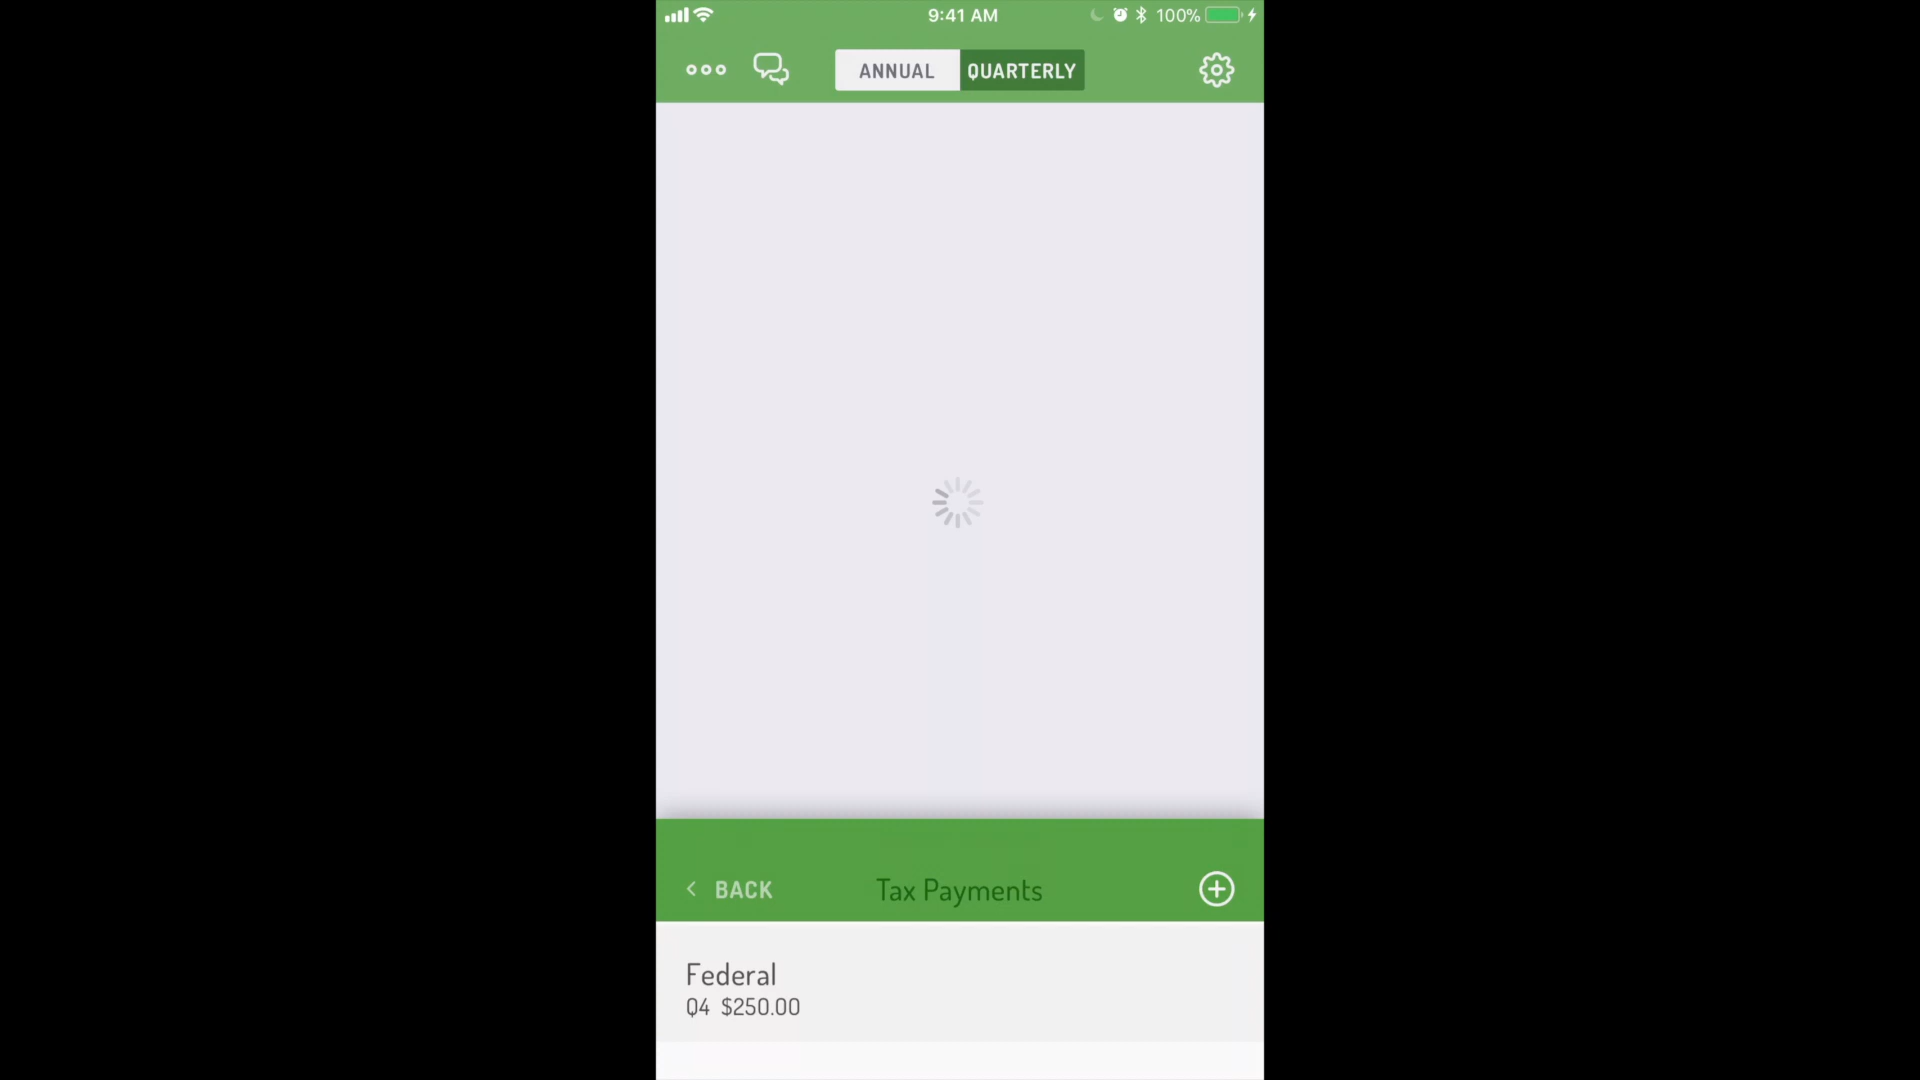 9:41 AM
100%
ANNUAL
QUARTERLY
BACK
Tax Payments
Federal
Q4 $250.00